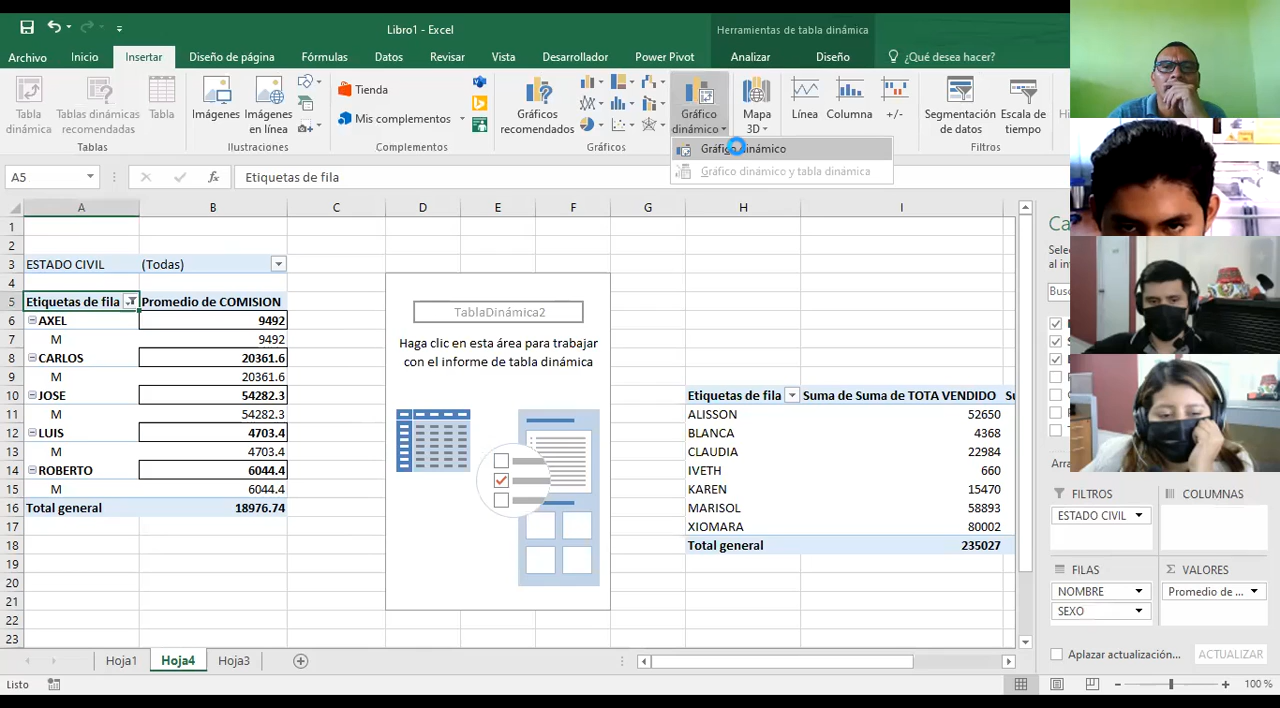 Libro1 - Excel
Herramientas de tabla dinámica
Archivo Inicio Insertar Diseño de página Fórmulas Datos Revisar Vista Desarrollador Power Pivot Analizar Diseño ¿Qué desea hacer?
Tabla dinámica
Tablas dinámicas recomendadas
Tabla
Imágenes
Imágenes en línea
Tienda
Mis complementos
Gráficos recomendados
Gráfico dinámico
Mapa 3D
Línea
Columna
+/-
Segmentación de datos
Escala de tiempo
Tablas
Ilustraciones
Complementos
Gráficos
Filtros
Gráfico dinámico
Gráfico dinámico y tabla dinámica
A5
fx
Etiquetas de fila
A B C D E F G H I
1
2
3 ESTADO CIVIL (Todas)
4
5 Etiquetas de fila Promedio de COMISION
6 AXEL 9492
7 M 9492
8 CARLOS 20361.6
9 M 20361.6
10 JOSE 54282.3
11 M 54282.3
12 LUIS 4703.4
13 M 4703.4
14 ROBERTO 6044.4
15 M 6044.4
16 Total general 18976.74
17
18
19
20
21
22
23
TablaDinámica2
Haga clic en esta área para trabajar
con el informe de tabla dinámica
Etiquetas de fila Suma de Suma de TOTA VENDIDO
ALISSON 52650
BLANCA 4368
CLAUDIA 22984
IVETH 660
KAREN 15470
MARISOL 58893
XIOMARA 80002
Total general 235027
FILTROS
COLUMNS
ESTADO CIVIL
FILAS
VALORES
NOMBRE
Promedio de ...
SEXO
Aplazar actualización...
ACTUALIZAR
Hoja1 Hoja4 Hoja3
Listo
100 %